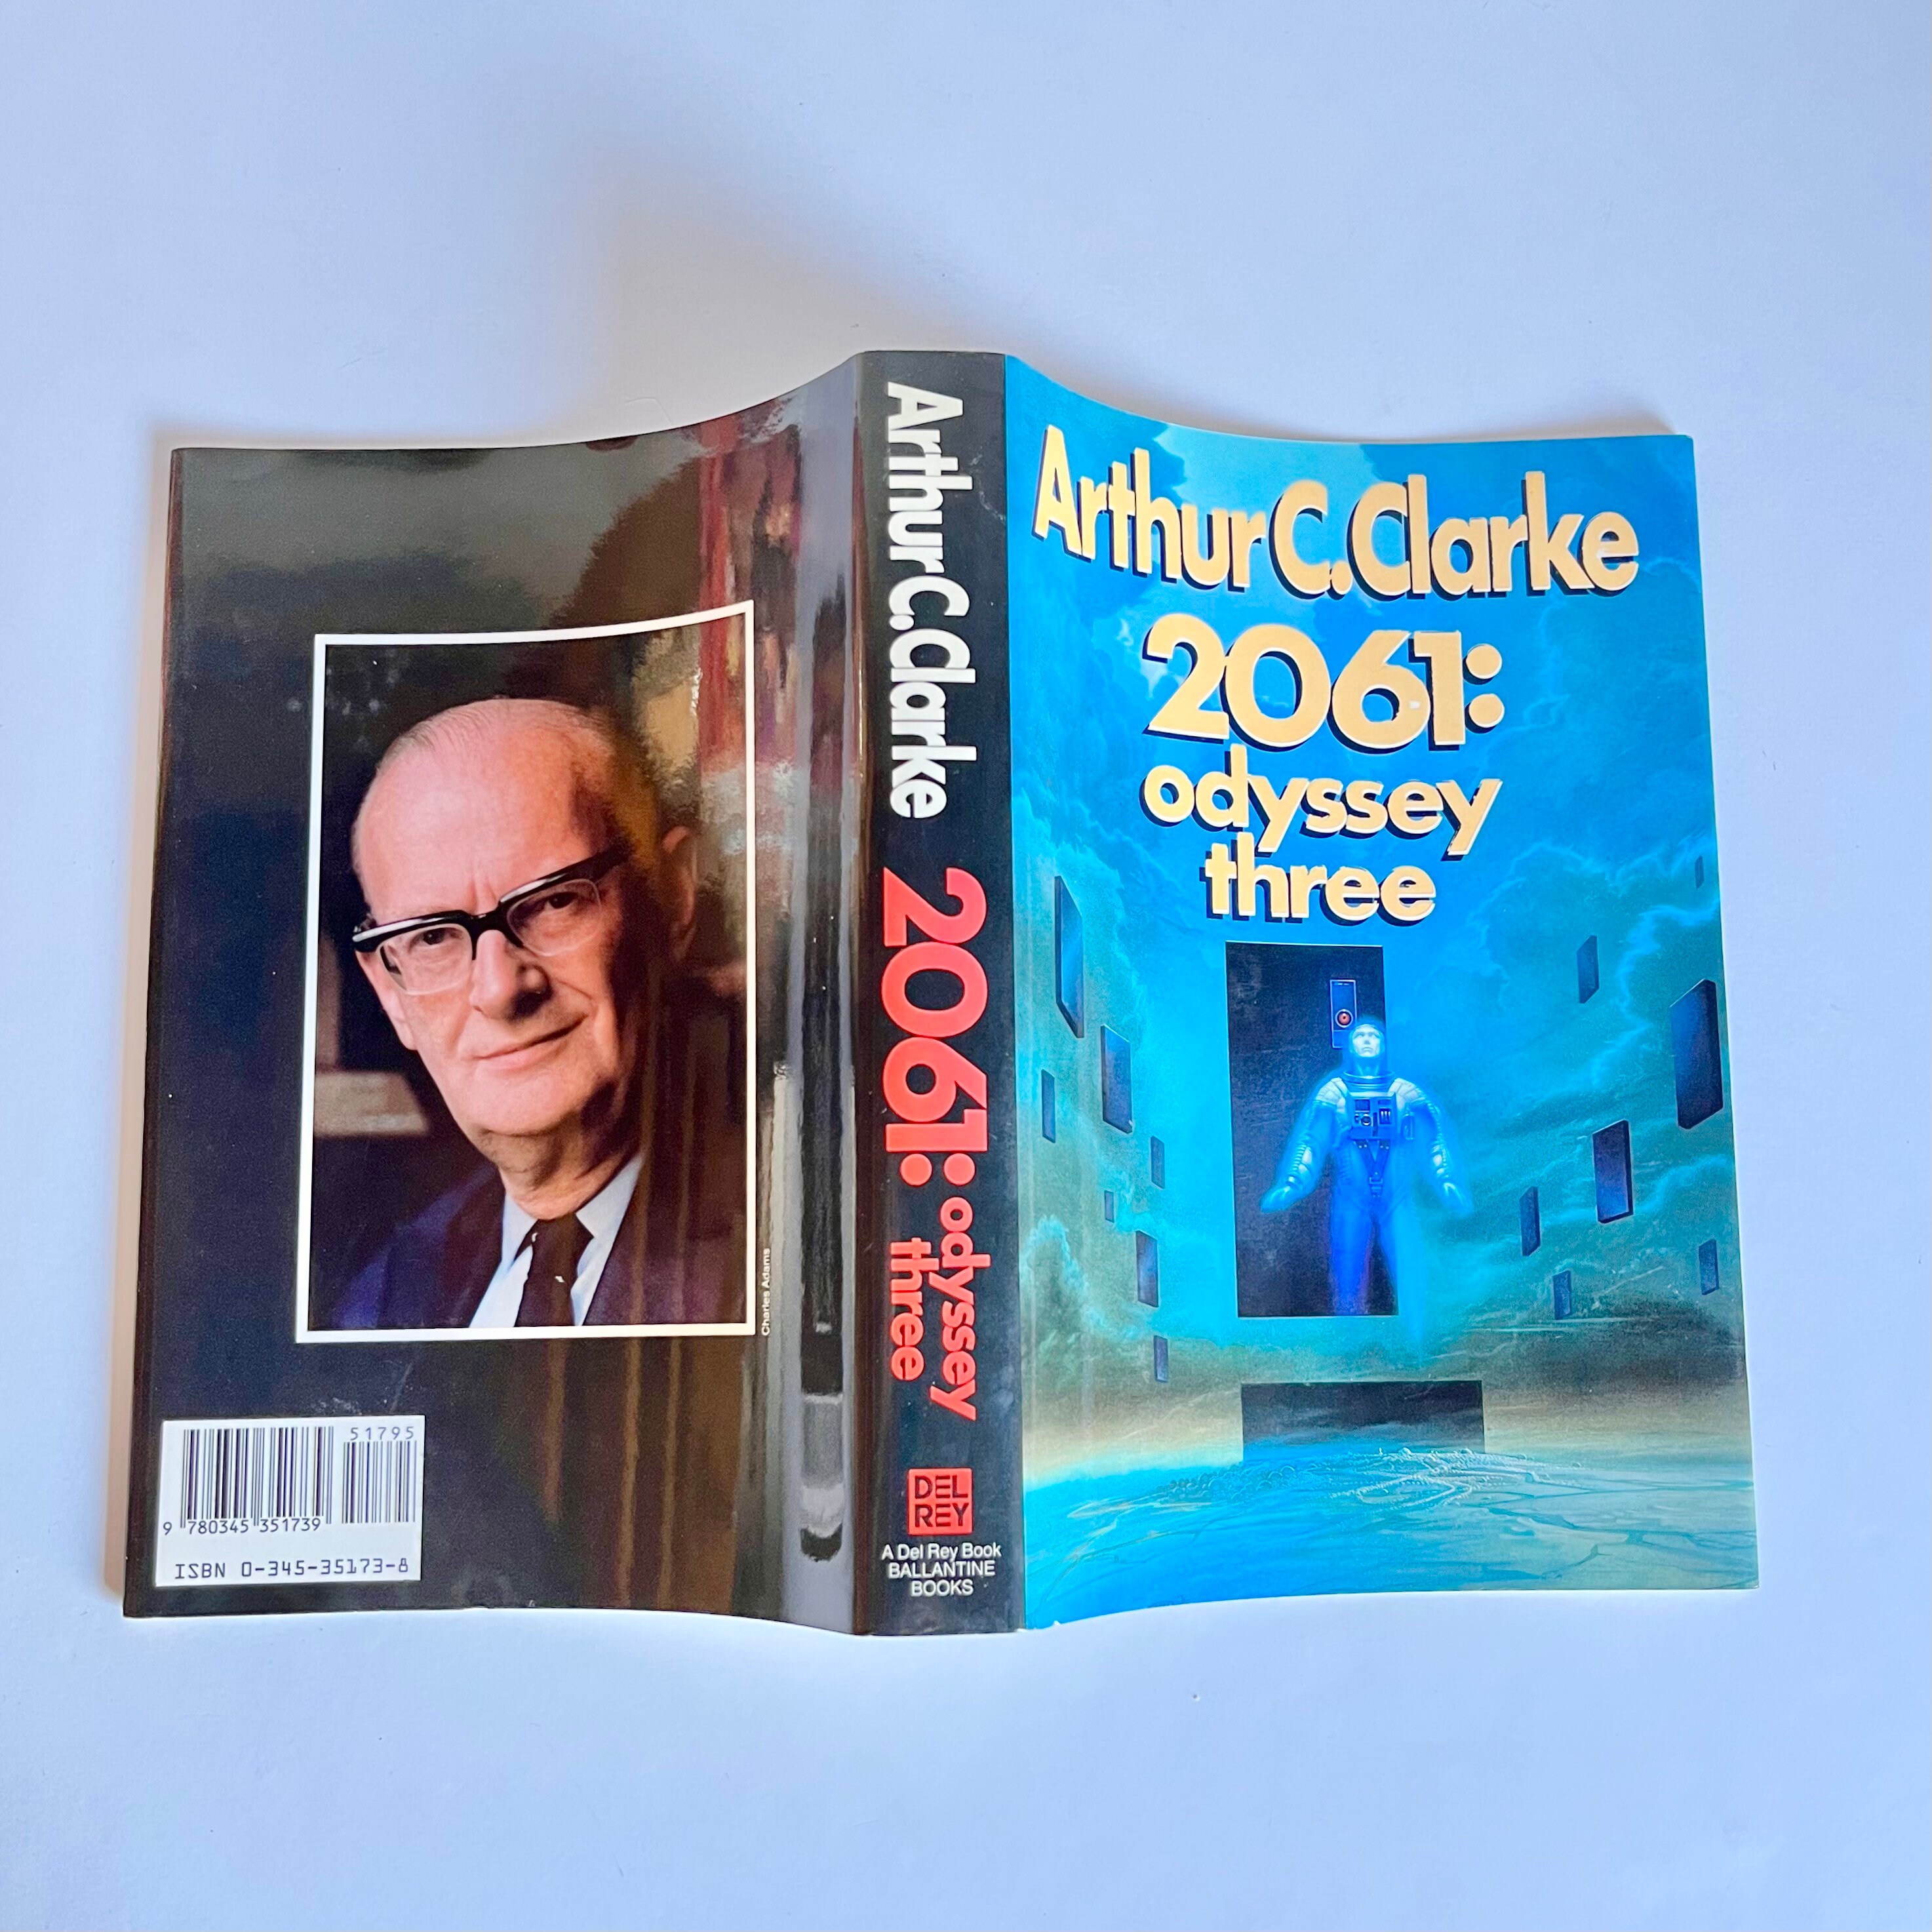 Arthur C. Clarke
2061:
odyssey
three
Arthur C. Clarke 2061: odyssey
three
DEL
REY
A Del Rey Book
BALLANTINE
BOOKS
Charles Adams
51795
9 780345 351739
ISBN 0-345-35173-8